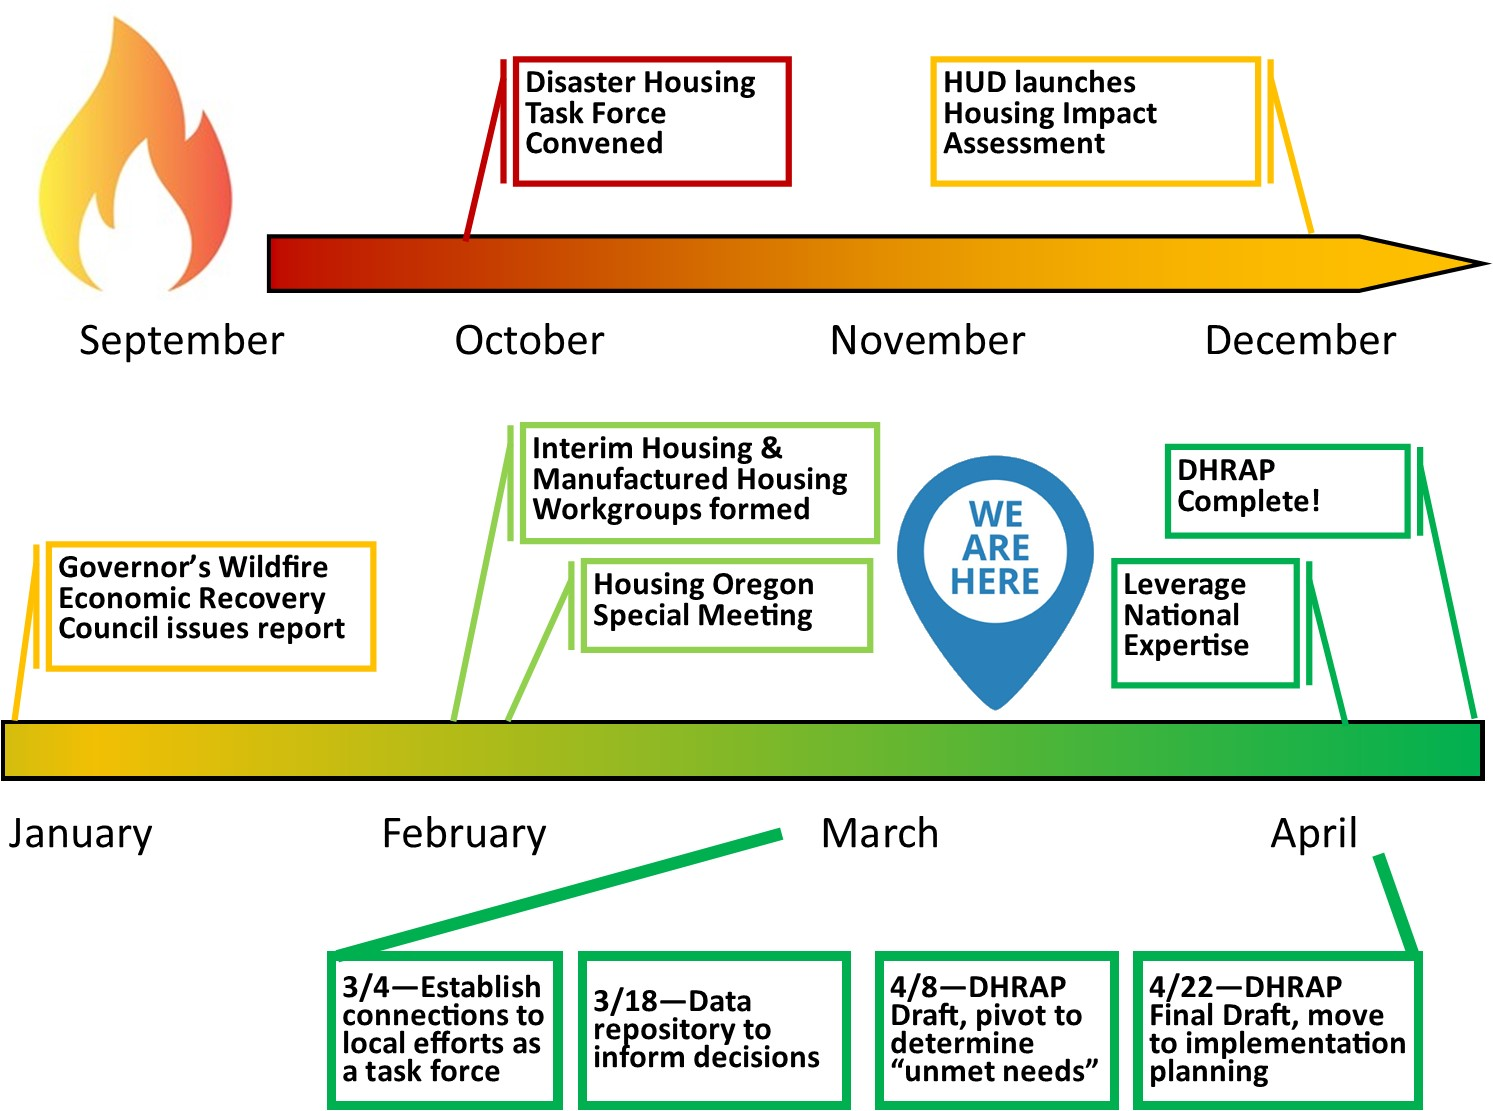 Disaster Housing
Task Force
Convened
HUD launches
Housing Impact
Assessment
September
October
November
December
Interim Housing &
Manufactured Housing
Workgroups formed
WE
ARE
HERE
DHRAP
Complete!
Governor’s Wildfire
Economic Recovery
Council issues report
Housing Oregon
Special Meeting
Leverage
National
Expertise
January
February
March
April
3/4—Establish
connections to
local efforts as
a task force
3/18—Data
repository to
inform decisions
4/8—DHRAP
Draft, pivot to
determine
“unmet needs”
4/22—DHRAP
Final Draft, move
to implementation
planning